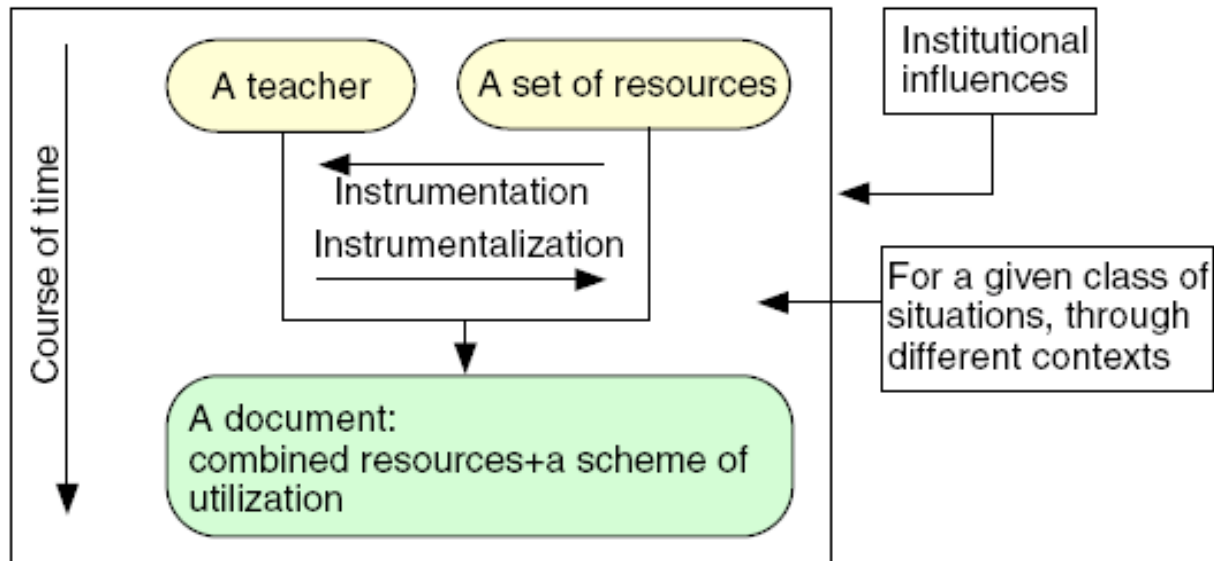 A teacher
A set of resources
Institutional
influences
Course of time
Instrumentation
Instrumentalization
For a given class of
situations, through
different contexts
A document:
combined resources+a scheme of
utilization